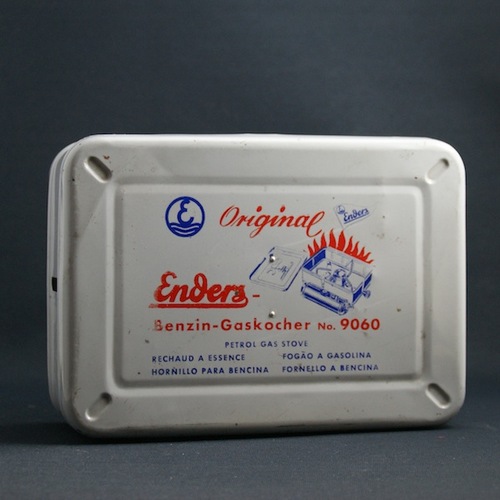 E
Original
Enders
Enders-
Benzin-Gaskocher No. 9060
PETROL GAS STOVE
RECHAUD A ESSENCE FOGÃO A GASOLINA
HORNILLO PARA BENCINA FORNELLO A BENCINA